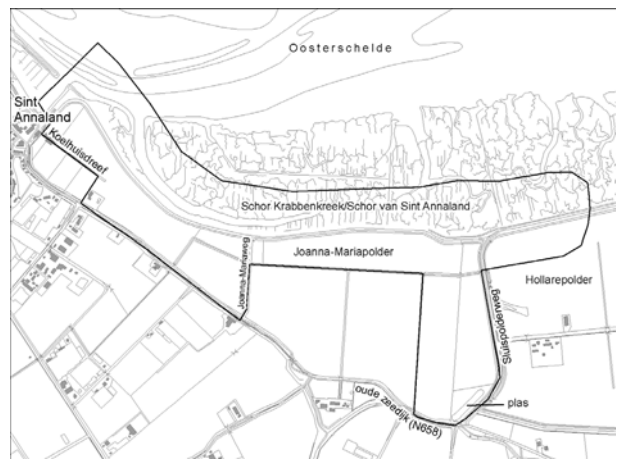 Oosterschelde
Sint
Annaland
Koelhuisdreef
Schor Krabbenkreek/Schor van Sint Annaland
Joanna-Mariaweg
Joanna-Mariapolder
Hollarepolder
Sluispolderweg
oude zeedijk (N658)
plas